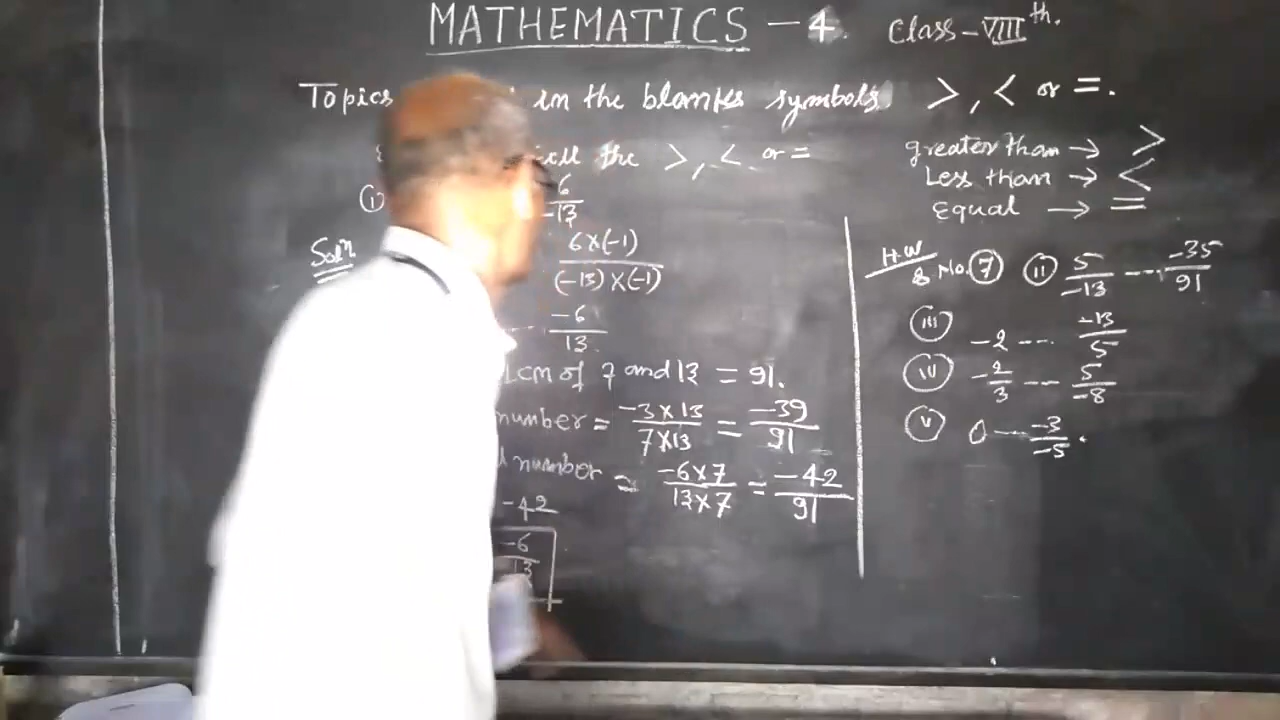 MATHEMATICS - 4. Class - VIIIth.
Topics in the blanks symbols. >, < or =.
the >, < or =
(i) 6/-13
Solⁿ 6×(-1)/(-13)×(-1)
-6/13
LCM of 7 and 13 = 91.
number = -3×13/7×13 = -39/91
number = -6×7/13×7 = -42/91
-42
-6/13
greater than → >
Less than → <
Equal → =
H.W
(7) (ii) 5/-13 --- -35/91
(iii) -2 --- -13/5
(iv) -2/3 --- 5/-8
(v) 0 --- -3/-5.